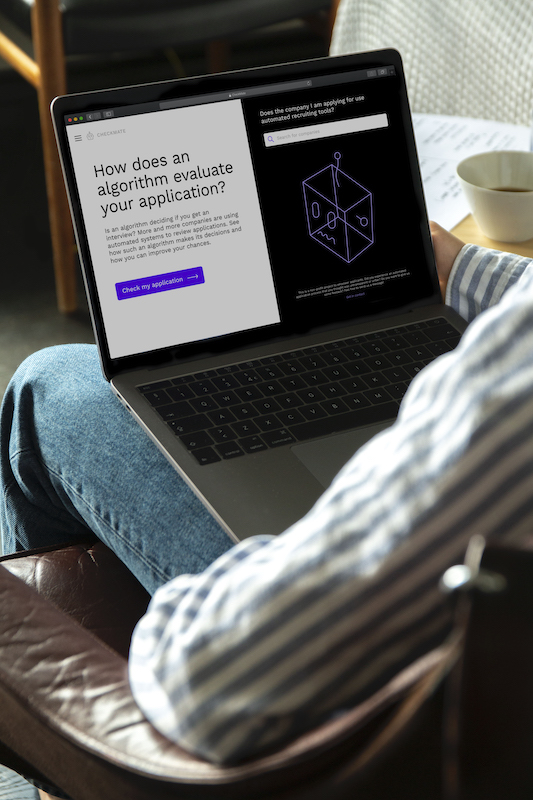 CHECKMATE
How does an
algorithm evaluate
your application?
Is an algorithm deciding if you get an
interview? More and more companies are using
automated systems to review applications. See
how such an algorithm makes its decisions and
how you can improve your chances.
Check my application
Does the company I am applying for use
automated recruiting tools?
Search for companies